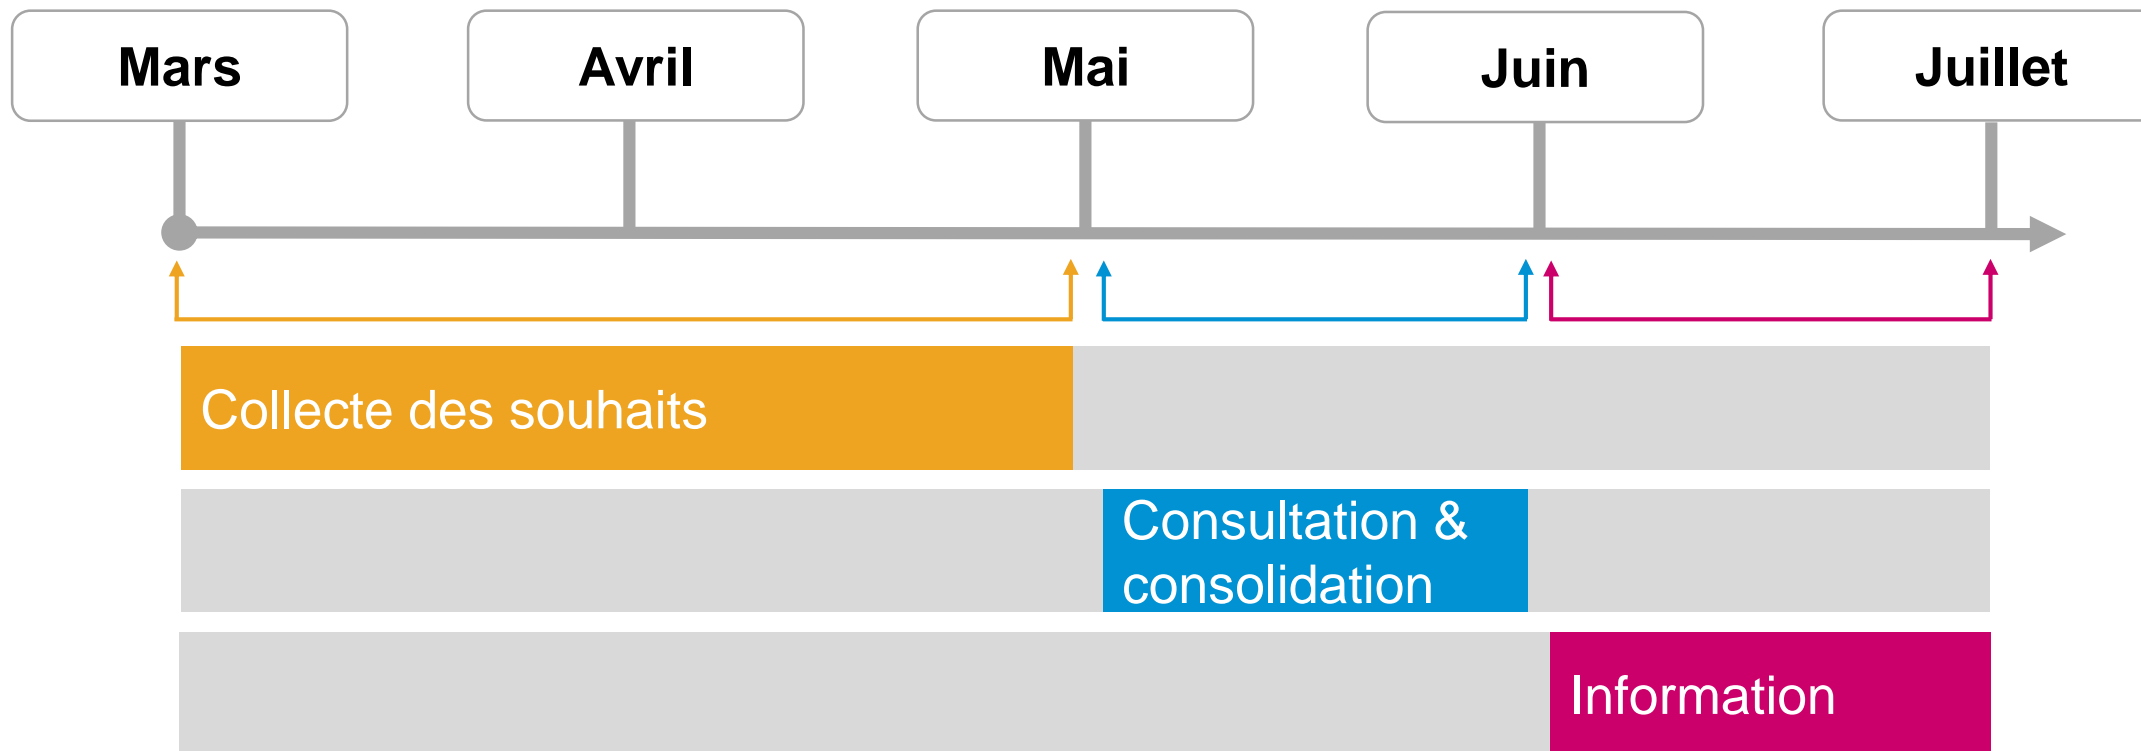 Mars
Avril
Mai
Juin
Juillet
Collecte des souhaits
Consultation &
consolidation
Information